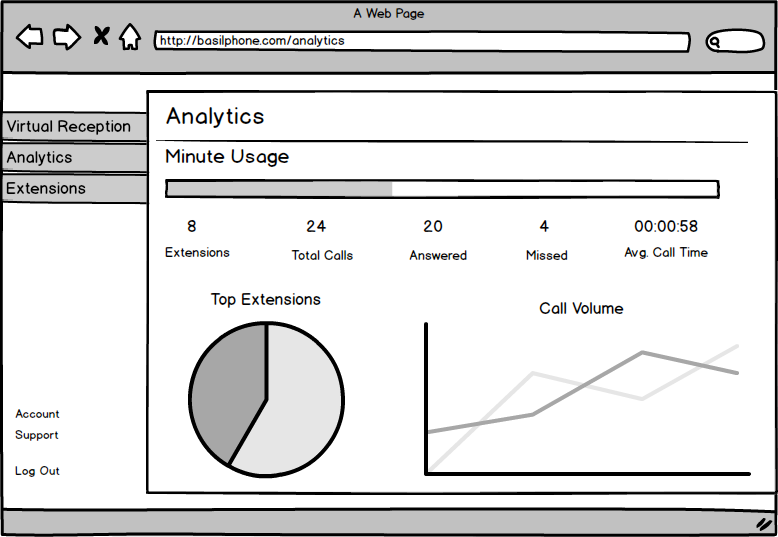 A Web Page
http://basilphone.com/analytics
Virtual Reception
Analytics
Extensions
Account
Support
Log Out
Analytics
Minute Usage
8 24 20 4 00:00:58
Extensions Total Calls Answered Missed Avg. Call Time
Top Extensions
Call Volume